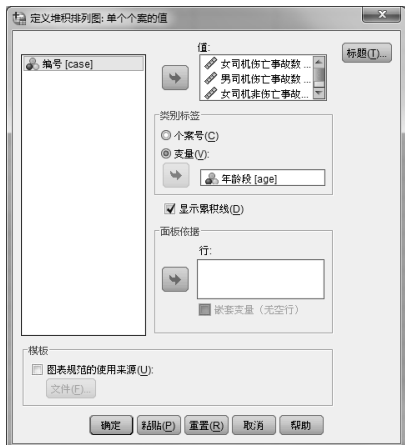 定义堆积排列图: 单个个案的值
编号 [case]
值:
女司机伤亡事故数 ...
男司机伤亡事故数 ...
女司机非伤亡事故...
标题(T)...
类别标签
个案号(C)
变量(V):
年龄段 [age]
显示累积线(D)
面板依据
行:
嵌套变量（无空行）
模板
图表规范的使用来源(U):
文件(F)...
确定
粘贴(P)
重置(R)
取消
帮助